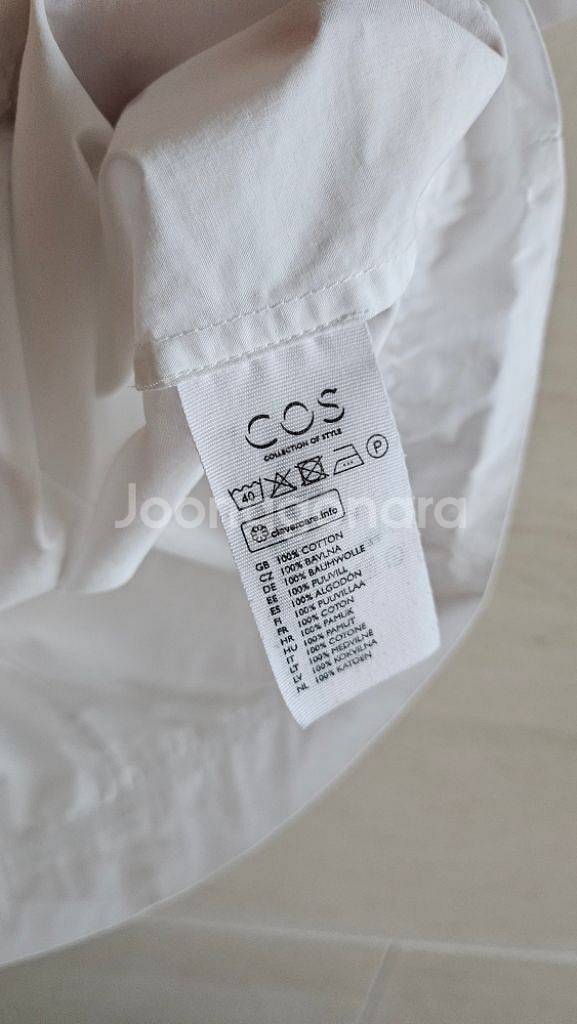 COS
COLLECTION OF STYLE
40
P
clevercare.info
GB 100% COTTON
CZ 100% BAVLNA
DE 100% BAUMWOLLE
EE 100% PUUVILL
ES 100% ALGODÓN
FI 100% PUUVILLAA
FR 100% COTON
HR 100% PAMUK
HU 100% PAMUT
IT 100% COTONE
LT 100% MEDVILNĖ
LV 100% KOKVILNA
NL 100% KATOEN